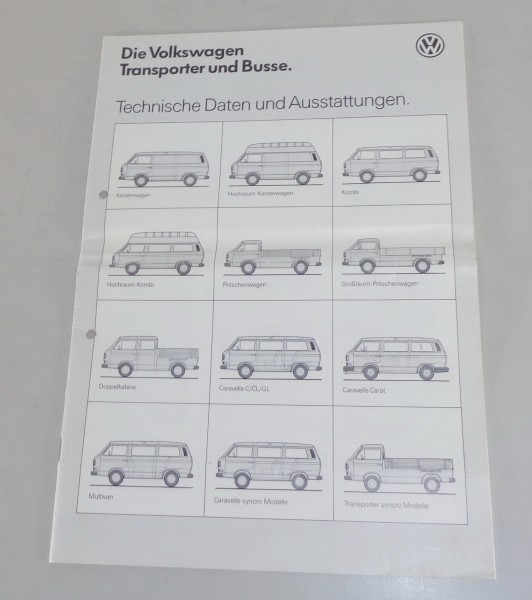 Die Volkswagen
Transporter und Busse.
Technische Daten und Ausstattungen.
Kastenwagen
Hochraum-Kastenwagen
Kombi
Hochraum-Kombi
Pritschenwagen
Großraum-Pritschenwagen
Doppelkabine
Caravelle C/CL/GL
Caravelle Carat
Multivan
Caravelle syncro Modelle
Transporter syncro Modelle